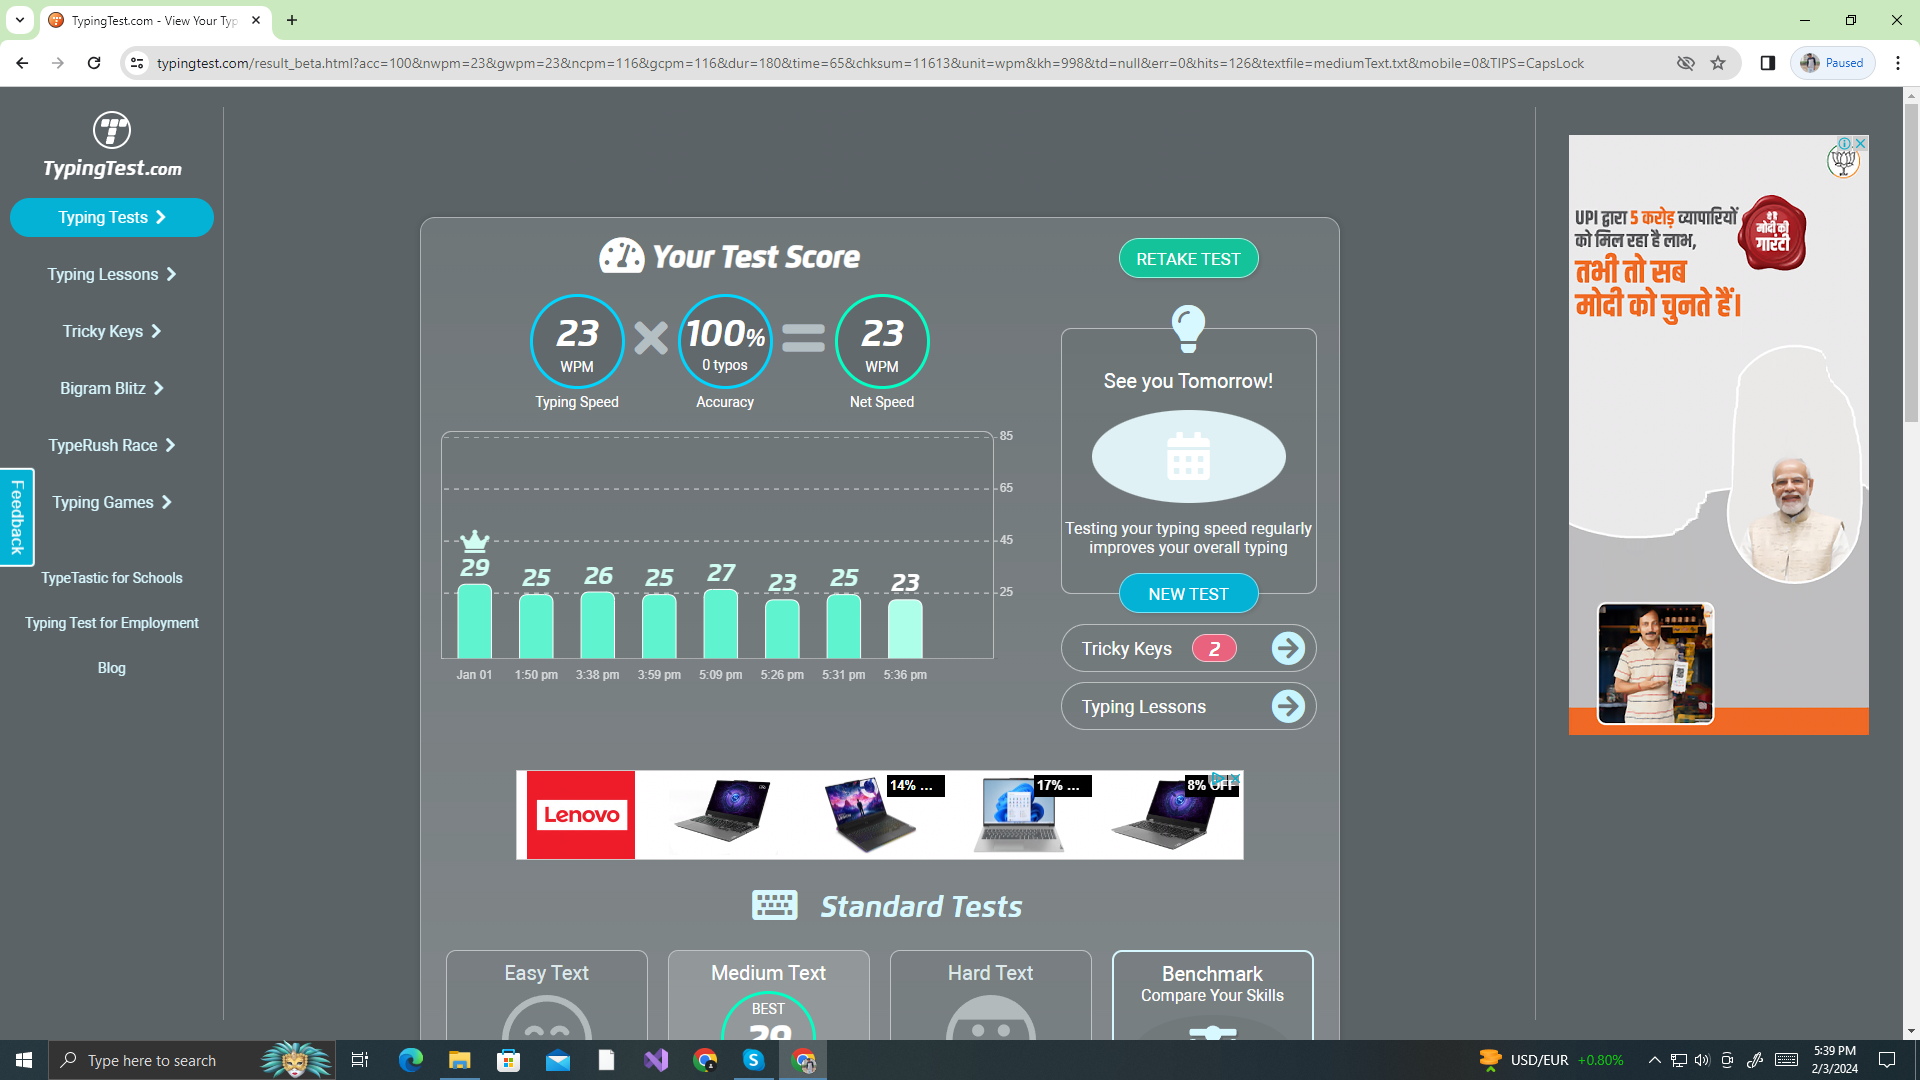 TypingTest.com - View Your Typ
typingtest.com/result_beta.html?acc=100&nwpm=23&gwpm=23&ncpm=116&gcpm=116&dur=180&time=65&chksum=11613&unit=wpm&kh=998&td=null&err=0&hits=126&textfile=mediumText.txt&mobile=0&TIPS=CapsLock
Paused
TypingTest.com
Typing Tests
Typing Lessons
Tricky Keys
Bigram Blitz
TypeRush Race
Typing Games
Feedback
TypeTastic for Schools
Typing Test for Employment
Blog
Your Test Score
23 100% 23
WPM 0 typos WPM
Typing Speed Accuracy Net Speed
85
65
45
25
29 25 26 25 27 23 25 23
Jan 01 1:50 pm 3:38 pm 3:59 pm 5:09 pm 5:26 pm 5:31 pm 5:36 pm
RETAKE TEST
See you Tomorrow!
Testing your typing speed regularly
improves your overall typing
NEW TEST
Tricky Keys 2
Typing Lessons
Lenovo
14% ... 17% ... 8% OFF
Standard Tests
Easy Text
Medium Text
BEST
29
Hard Text
Benchmark
Compare Your Skills
UPI द्वारा 5 करोड़ व्यापारियों
को मिल रहा है लाभ,
तभी तो सब
मोदी को चुनते हैं।
मोदी की
गारंटी
Type here to search
USD/EUR +0.80%
5:39 PM
2/3/2024